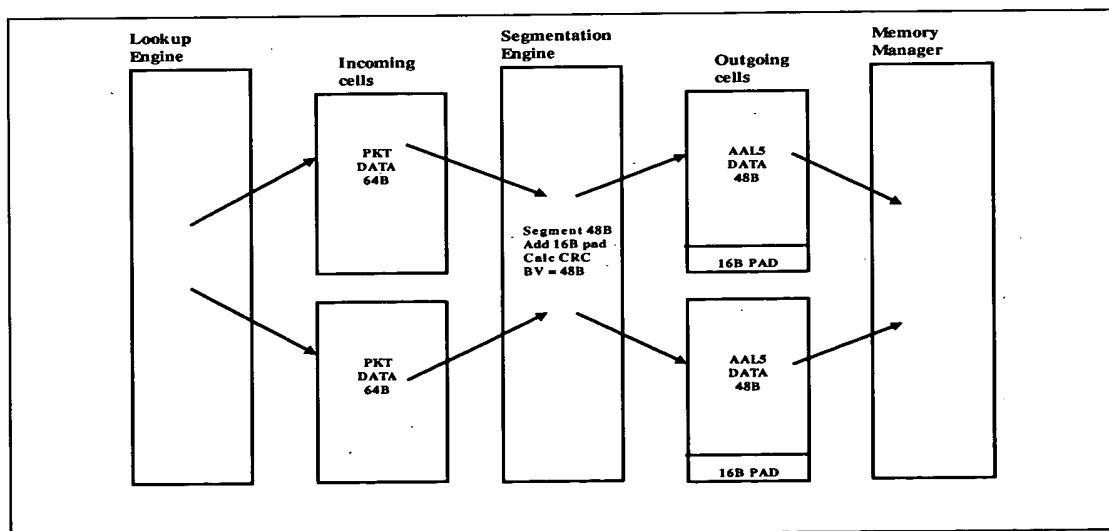 Lookup
Engine
Incoming
cells
Segmentation
Engine
Outgoing
cells
Memory
Manager
PKT
DATA
64B
PKT
DATA
64B
Segment 48B
Add 16B pad
Calc CRC
BV = 48B
AAL5
DATA
48B
16B PAD
AAL5
DATA
48B
16B PAD